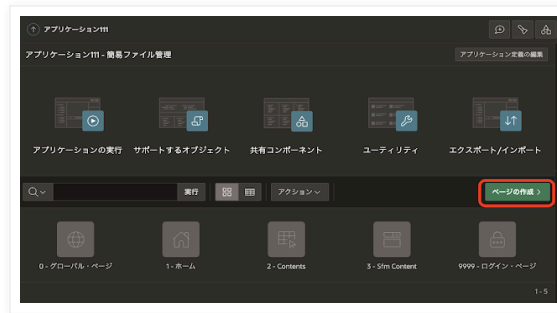 アプリケーション111
アプリケーション111 - 簡易ファイル管理
アプリケーション定義の編集
アプリケーションの実行
サポートするオブジェクト
共有コンポーネント
ユーティリティ
エクスポート/インポート
実行
アクション
ページの作成
0 - グローバル・ページ
1 - ホーム
2 - Contents
3 - Sfm Content
9999 - ログイン・ページ
1 - 5